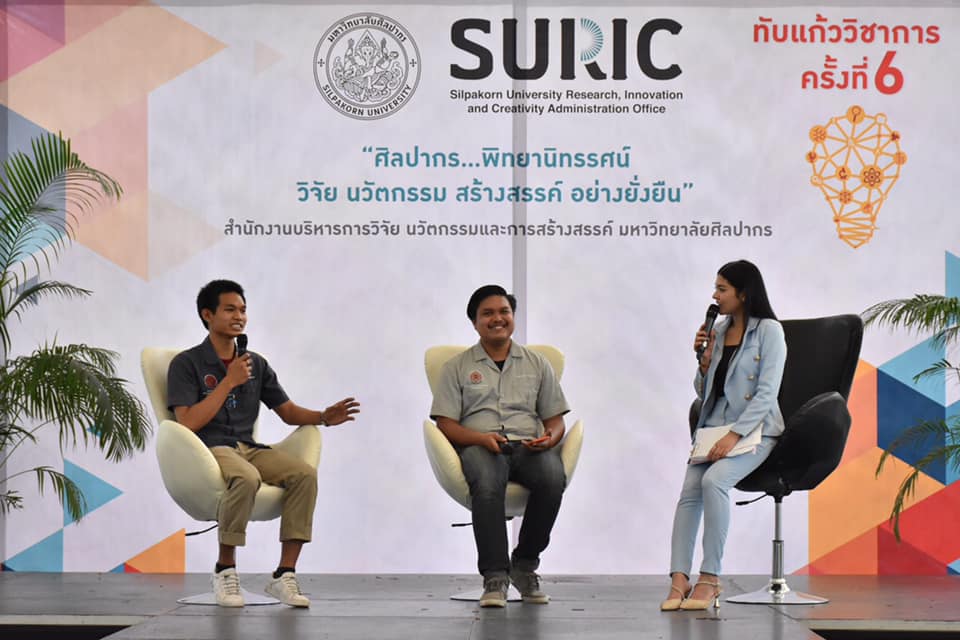 มหาวิทยาลัยศิลปากร
SILPAKORN UNIVERSITY
SURIC
Silpakorn University Research, Innovation
and Creativity Administration Office
ทับแก้ววิชาการ
ครั้งที่ 6
“ศิลปากร...พิทยานิทรรศน์
วิจัย นวัตกรรม สร้างสรรค์ อย่างยั่งยืน”
สำนักงานบริหารการวิจัย นวัตกรรมและการสร้างสรรค์ มหาวิทยาลัยศิลปากร